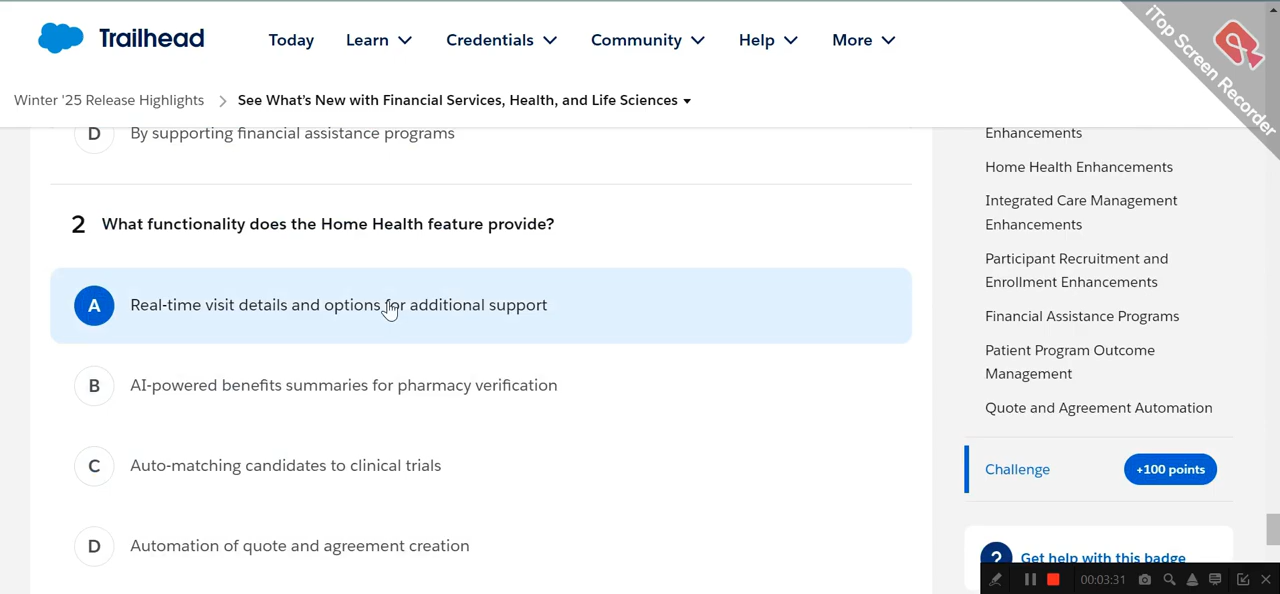 Trailhead
Today
Learn
Credentials
Community
Help
More
iTop Screen Recorder
Winter '25 Release Highlights
See What's New with Financial Services, Health, and Life Sciences
D
By supporting financial assistance programs
2 What functionality does the Home Health feature provide?
A
Real-time visit details and options for additional support
B
AI-powered benefits summaries for pharmacy verification
C
Auto-matching candidates to clinical trials
D
Automation of quote and agreement creation
Enhancements
Home Health Enhancements
Integrated Care Management
Enhancements
Participant Recruitment and
Enrollment Enhancements
Financial Assistance Programs
Patient Program Outcome
Management
Quote and Agreement Automation
Challenge
+100 points
?
Get help with this badge
00:03:31